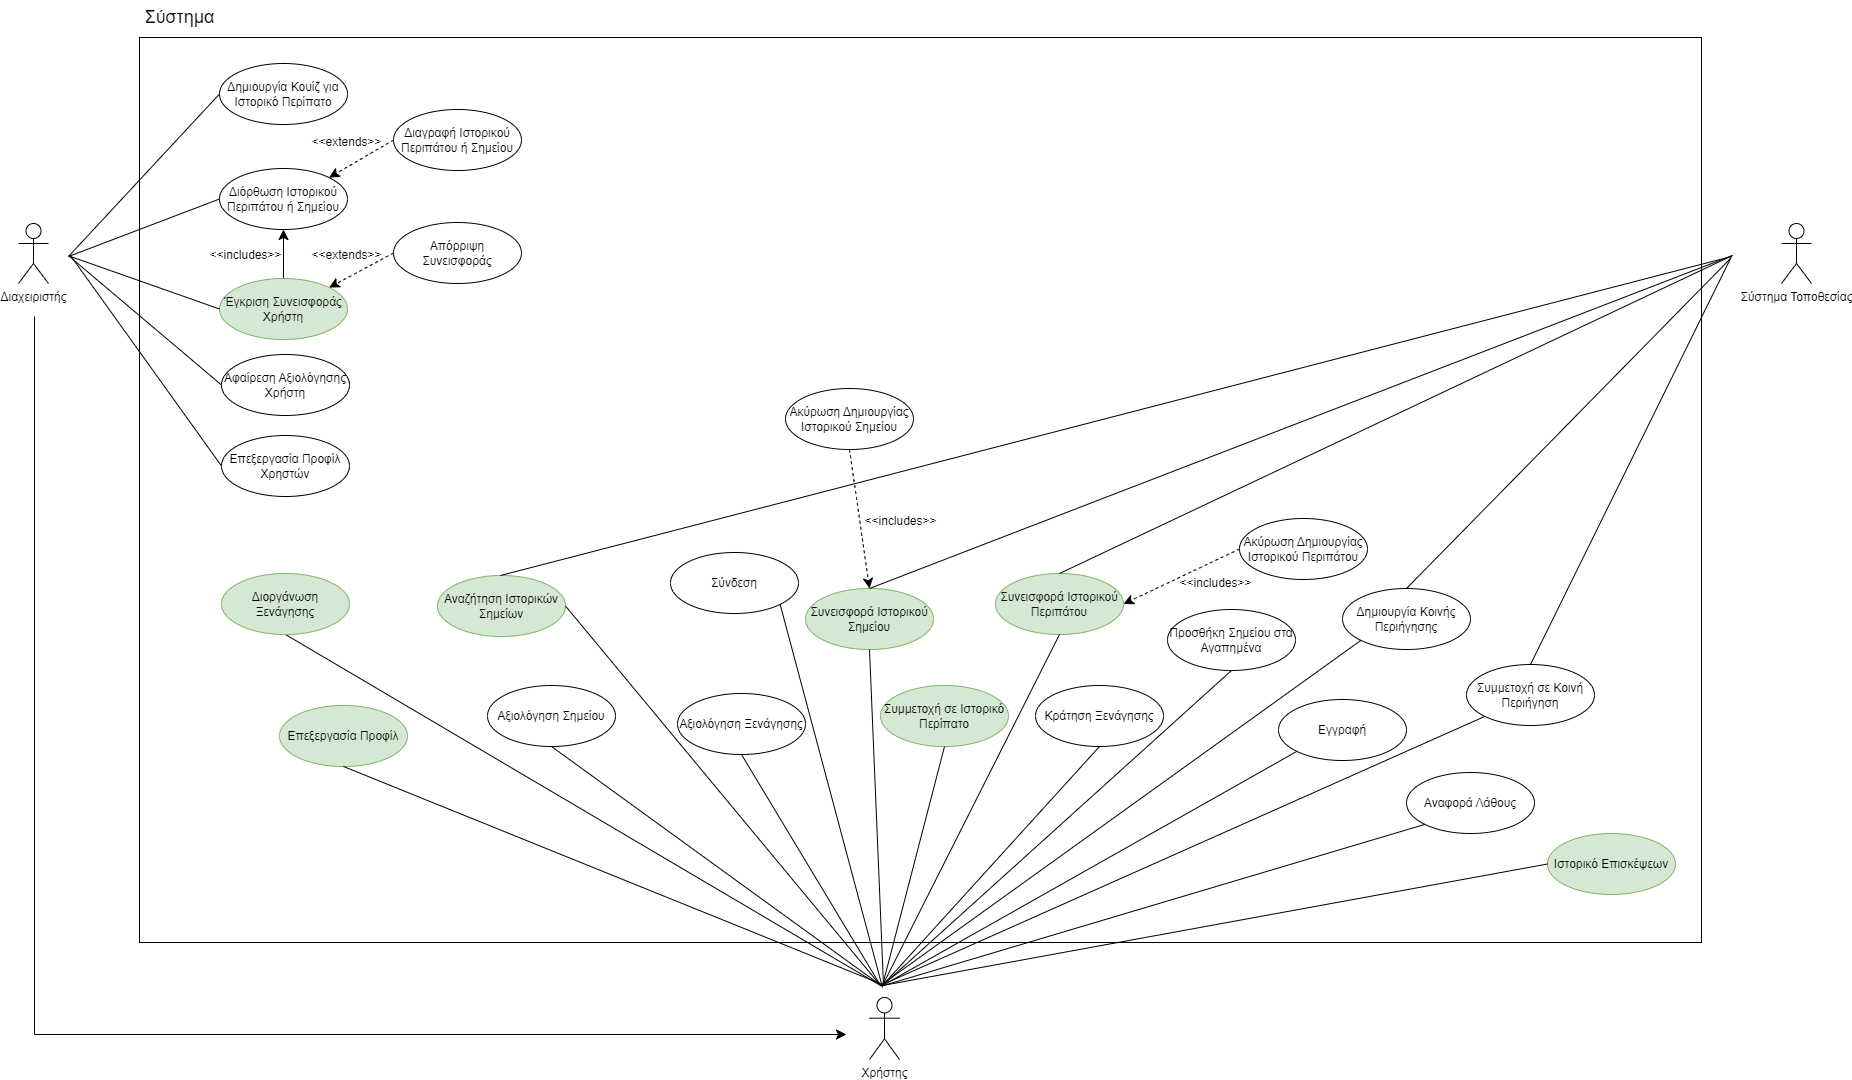 Σύστημα
Δημιουργία Κουίζ για
Ιστορικό Περίπατο
<<extends>>
Διαγραφή Ιστορικού
Περιπάτου ή Σημείου
Διόρθωση Ιστορικού
Περιπάτου ή Σημείου
<<includes>>
<<extends>>
Απόρριψη
Συνεισφοράς
Έγκριση Συνεισφοράς
Χρήστη
Διαχειριστής
Σύστημα Τοποθεσίας
Αφαίρεση Αξιολόγησης
Χρήστη
Επεξεργασία Προφίλ
Χρηστών
Ακύρωση Δημιουργίας
Ιστορικού Σημείου
<<includes>>
Ακύρωση Δημιουργίας
Ιστορικού Περιπάτου
<<includes>>
Διοργάνωση
Ξενάγησης
Αναζήτηση Ιστορικών
Σημείων
Σύνδεση
Συνεισφορά Ιστορικού
Σημείου
Συνεισφορά Ιστορικού
Περιπάτου
Προσθήκη Σημείου στα
Αγαπημένα
Δημιουργία Κοινής
Περιήγησης
Συμμετοχή σε Κοινή
Περιήγηση
Επεξεργασία Προφίλ
Αξιολόγηση Σημείου
Αξιολόγηση Ξενάγησης
Συμμετοχή σε Ιστορικό
Περίπατο
Κράτηση Ξενάγησης
Εγγραφή
Αναφορά Λάθους
Ιστορικό Επισκέψεων
Χρήστης